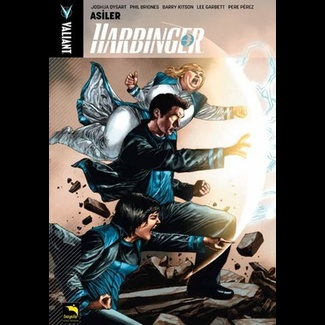 VALIANT
JOSHUA DYSART PHIL BRIONES BARRY KITSON LEE GARBETT PERE PÉREZ
ASİLER
HARBINGER